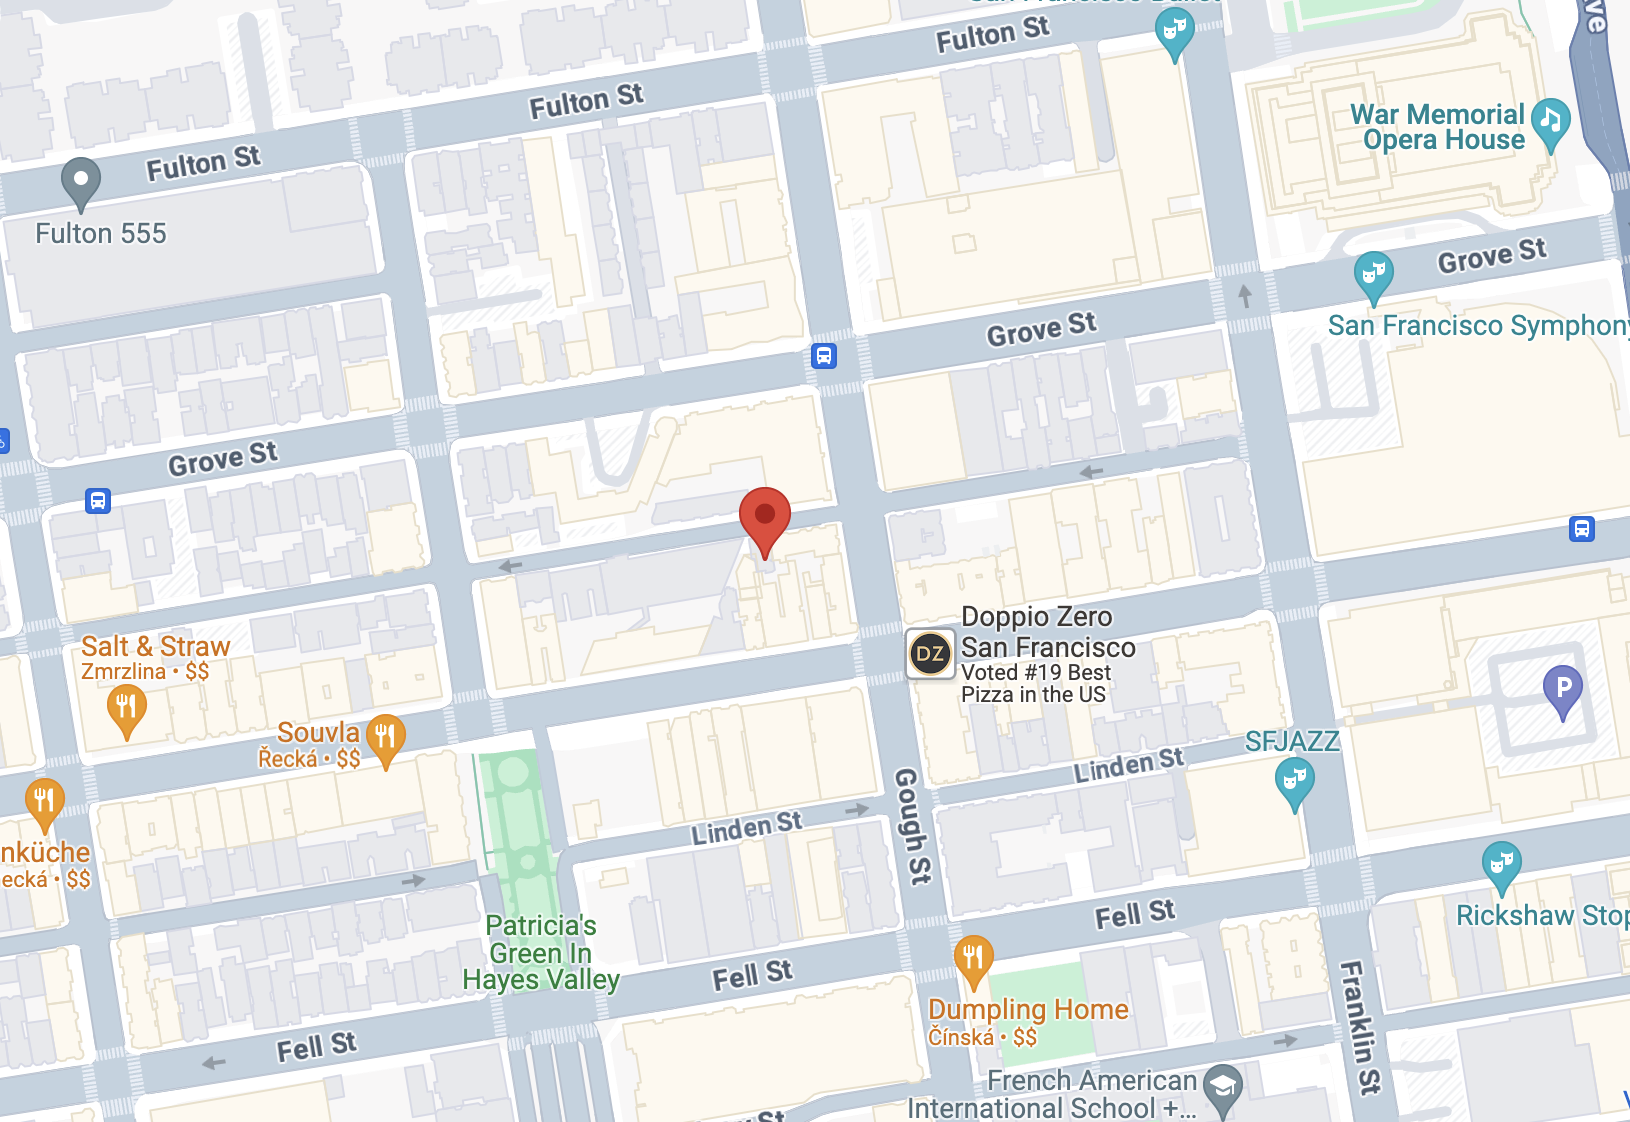 Fulton St
Fulton St
Fulton St
War Memorial
Opera House
Fulton 555
Grove St
San Francisco Symphony
Grove St
Grove St
Doppio Zero
San Francisco
Voted #19 Best
Pizza in the US
DZ
Salt & Straw
Zmrzlina • $$
Souvla
Řecká • $$
P
SFJAZZ
Linden St
Linden St
Gough St
nküche
ecká • $$
Patricia's
Green In
Hayes Valley
Fell St
Fell St
Fell St
Rickshaw Stop
Dumpling Home
Čínská • $$
Franklin St
French American
International School +...